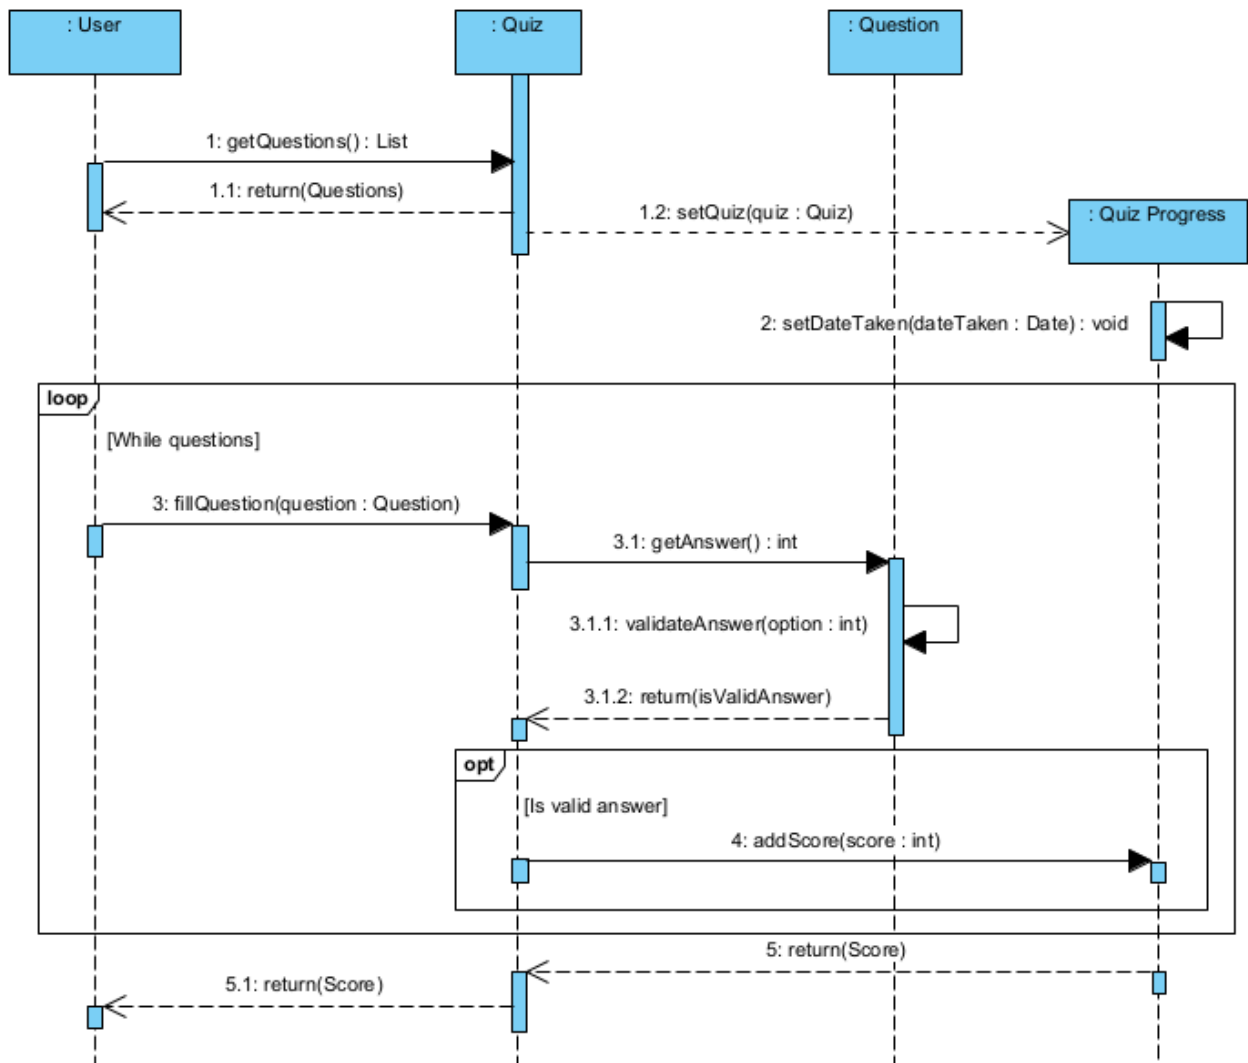 : User
: Quiz
: Question
1: getQuestions() : List
1.1: return(Questions)
1.2: setQuiz(quiz : Quiz)
: Quiz Progress
2: setDateTaken(dateTaken : Date) : void
loop
[While questions]
3: fillQuestion(question : Question)
3.1: getAnswer() : int
3.1.1: validateAnswer(option : int)
3.1.2: return(isValidAnswer)
opt
[Is valid answer]
4: addScore(score : int)
5: return(Score)
5.1: return(Score)